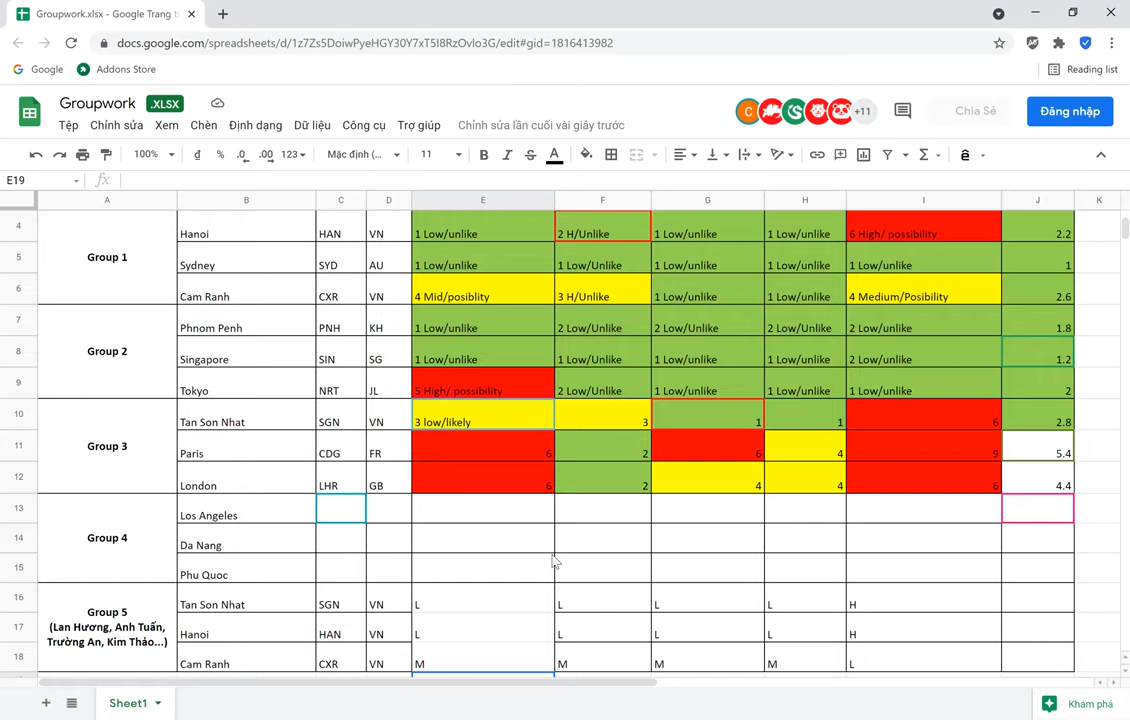 Groupwork.xlsx - Google Trang t
docs.google.com/spreadsheets/d/1z7Zs5DoiwPyeHGY30Y7xT5I8RzOvlo3G/edit#gid=1816413982
Google Addons Store Reading list
Groupwork .XLSX
+11 Chia Sẻ Đăng nhập
Tệp Chỉnh sửa Xem Chèn Định dạng Dữ liệu Công cụ Trợ giúp Chỉnh sửa lần cuối vài giây trước
100% ₫ % .0 .00 123 Mặc định (... 11 B I S A Σ ê
E19 fx
A B C D E F G H I J K
4 Hanoi HAN VN 1 Low/unlike 2 H/Unlike 1 Low/unlike 1 Low/unlike 6 High/ possibility 2.2
Group 1
5 Sydney SYD AU 1 Low/unlike 1 Low/Unlike 1 Low/unlike 1 Low/unlike 1 Low/unlike 1
6 Cam Ranh CXR VN 4 Mid/posiblity 3 H/Unlike 1 Low/unlike 1 Low/unlike 4 Medium/Posibility 2.6
7 Phnom Penh PNH KH 1 Low/unlike 2 Low/Unlike 2 Low/Unlike 2 Low/Unlike 2 Low/unlike 1.8
Group 2
8 Singapore SIN SG 1 Low/unlike 1 Low/Unlike 1 Low/unlike 1 Low/unlike 2 Low/unlike 1.2
9 Tokyo NRT JL 5 High/ possibility 2 Low/Unlike 1 Low/unlike 1 Low/unlike 1 Low/unlike 2
10 Tan Son Nhat SGN VN 3 low/likely 3 1 1 6 2.8
Group 3
11 Paris CDG FR 6 2 6 4 9 5.4
12 London LHR GB 6 2 4 4 6 4.4
13 Los Angeles
Group 4
14 Da Nang
15 Phu Quoc
16 Tan Son Nhat SGN VN L L L L H
Group 5
(Lan Hương, Anh Tuấn,
Trường An, Kim Thảo...)
17 Hanoi HAN VN L L L L H
18 Cam Ranh CXR VN M M M M L
Sheet1 Khám phá